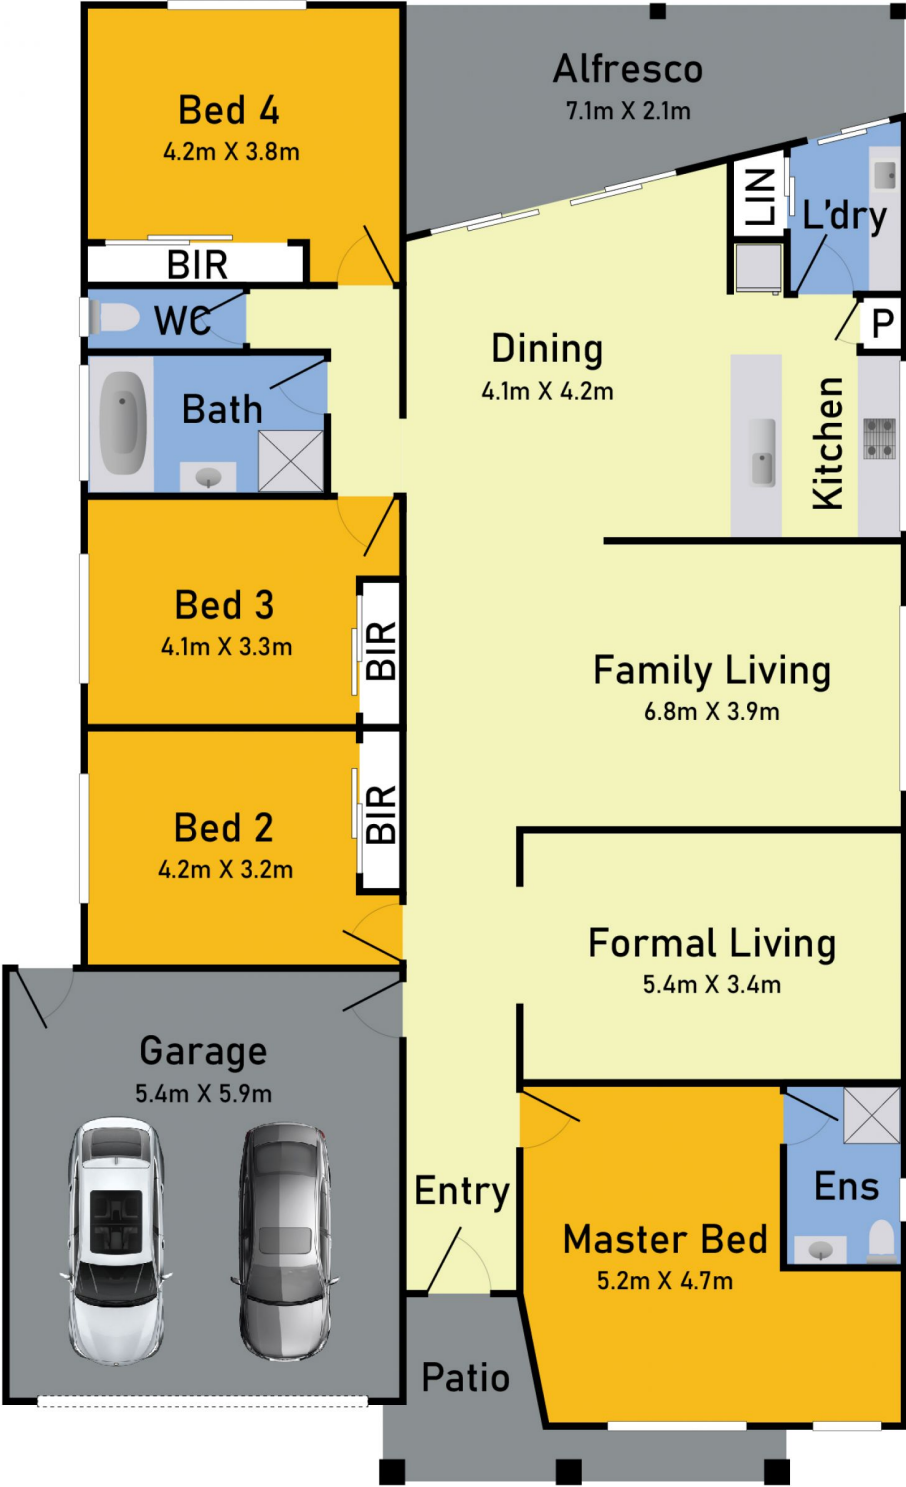 Alfresco
7.1m X 2.1m
Bed 4
4.2m X 3.8m
LIN
L'dry
BIR
WC
P
Dining
4.1m X 4.2m
Bath
Kitchen
Bed 3
4.1m X 3.3m
BIR
Family Living
6.8m X 3.9m
Bed 2
4.2m X 3.2m
BIR
Formal Living
5.4m X 3.4m
Garage
5.4m X 5.9m
Entry
Ens
Master Bed
5.2m X 4.7m
Patio